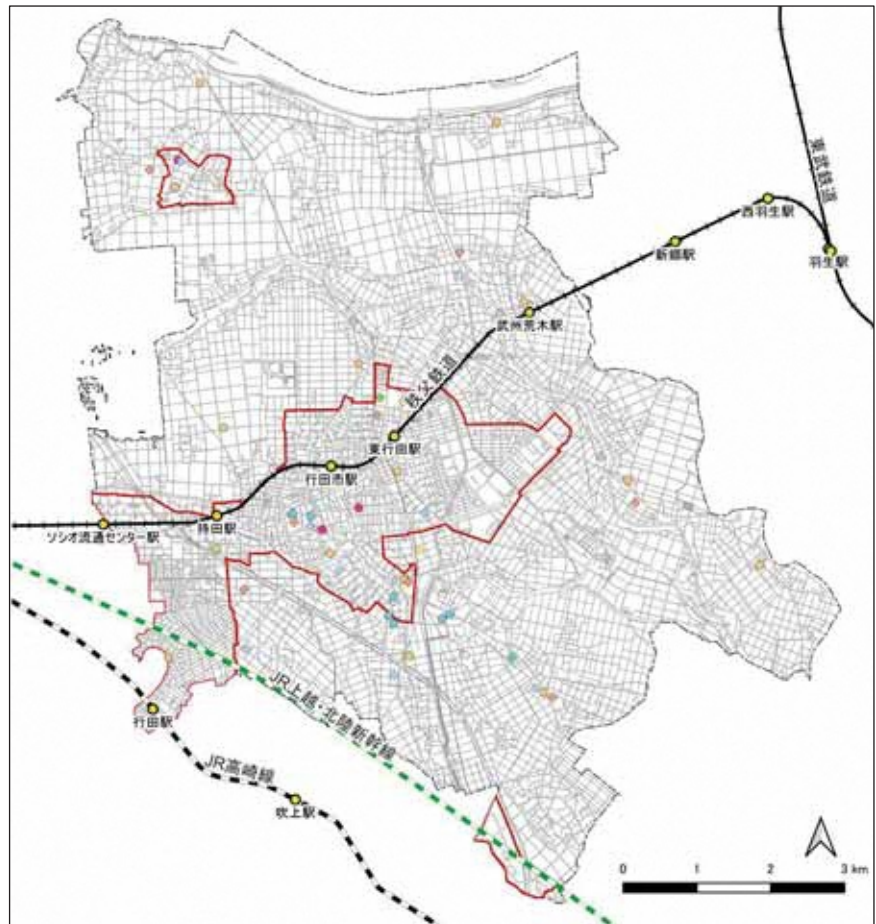 東武鉄道
西羽生駅
新郷駅
羽生駅
武州荒木駅
秩父鉄道
東行田駅
行田市駅
持田駅
ソシオ流通センター駅
JR上越・北陸新幹線
行田駅
JR高崎線
吹上駅
0 1 2 3 km